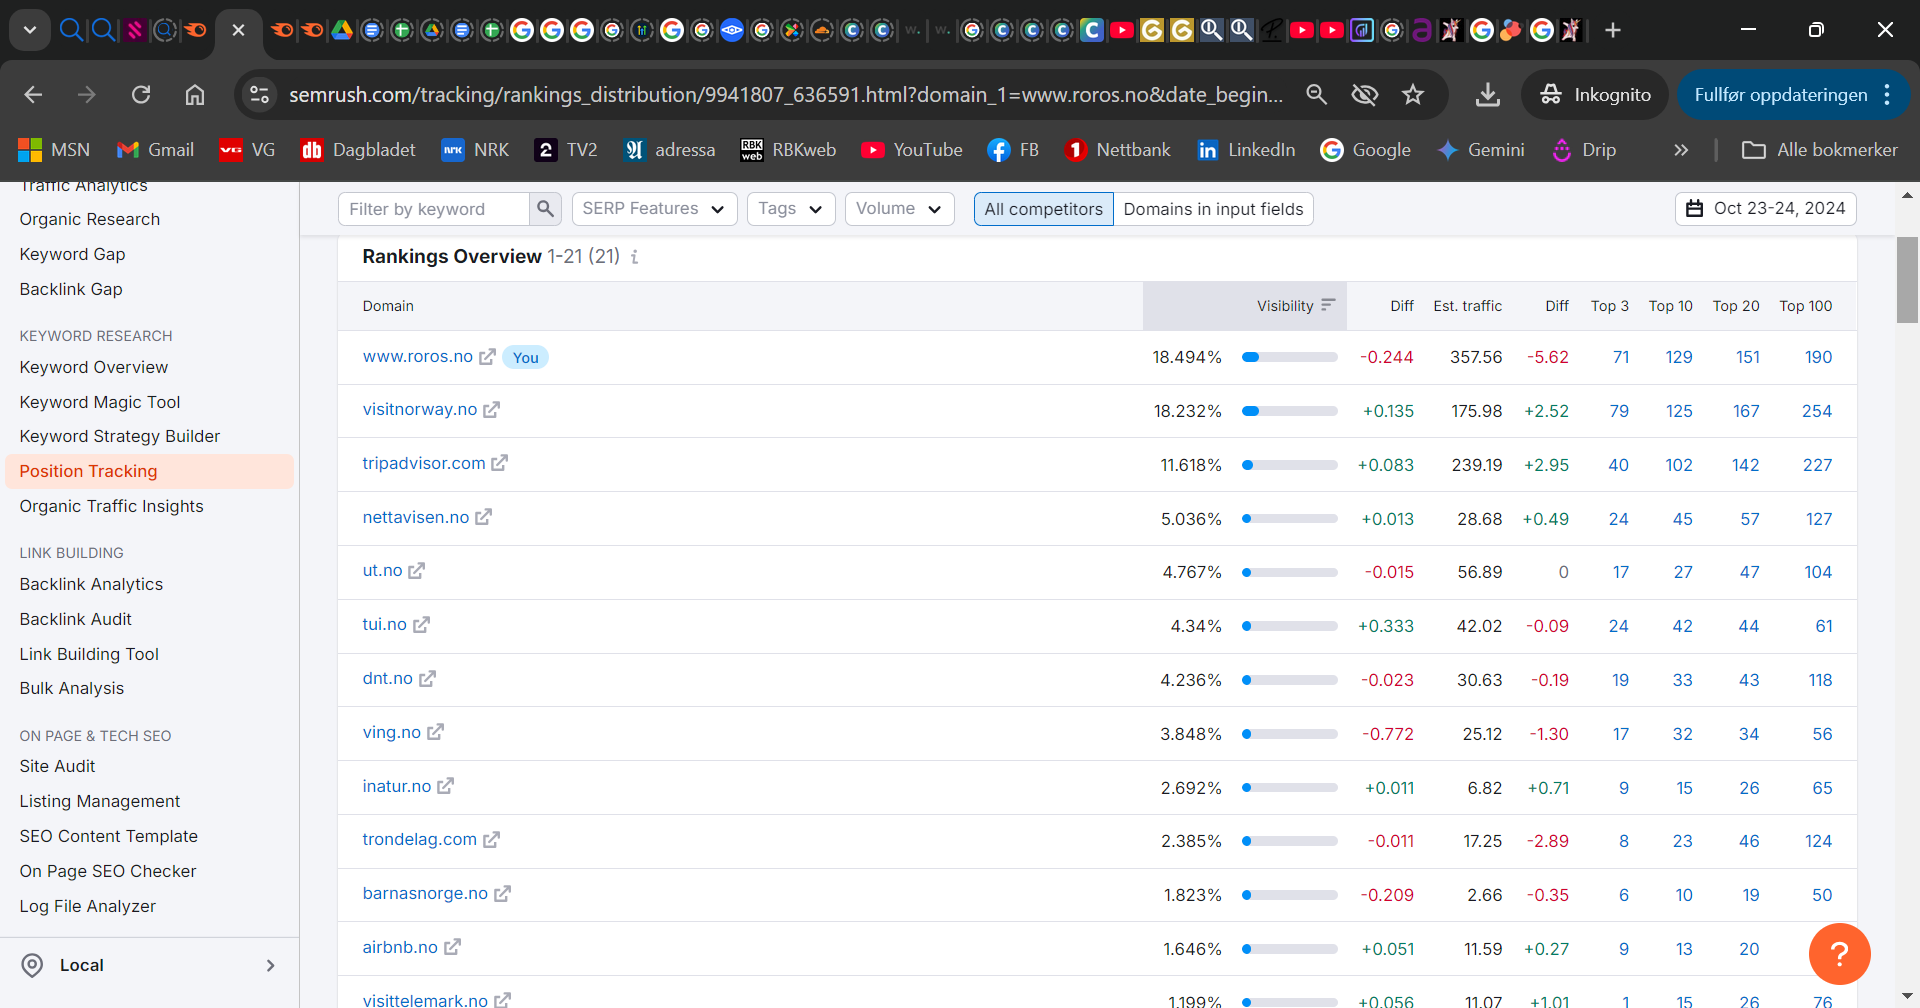 semrush.com/tracking/rankings_distribution/9941807_636591.html?domain_1=www.roros.no&date_begin...
Inkognito
Fullfør oppdateringen
MSN
Gmail
VG
Dagbladet
NRK
TV2
adressa
RBKweb
YouTube
FB
Nettbank
LinkedIn
Google
Gemini
Drip
Alle bokmerker
Traffic Analytics
Organic Research
Keyword Gap
Backlink Gap
KEYWORD RESEARCH
Keyword Overview
Keyword Magic Tool
Keyword Strategy Builder
Position Tracking
Organic Traffic Insights
LINK BUILDING
Backlink Analytics
Backlink Audit
Link Building Tool
Bulk Analysis
ON PAGE & TECH SEO
Site Audit
Listing Management
SEO Content Template
On Page SEO Checker
Log File Analyzer
Local
Filter by keyword
SERP Features
Tags
Volume
All competitors
Domains in input fields
Oct 23-24, 2024
Rankings Overview 1-21 (21)
Domain Visibility Diff Est. traffic Diff Top 3 Top 10 Top 20 Top 100
www.roros.no You 18.494% -0.244 357.56 -5.62 71 129 151 190
visitnorway.no 18.232% +0.135 175.98 +2.52 79 125 167 254
tripadvisor.com 11.618% +0.083 239.19 +2.95 40 102 142 227
nettavisen.no 5.036% +0.013 28.68 +0.49 24 45 57 127
ut.no 4.767% -0.015 56.89 0 17 27 47 104
tui.no 4.34% +0.333 42.02 -0.09 24 42 44 61
dnt.no 4.236% -0.023 30.63 -0.19 19 33 43 118
ving.no 3.848% -0.772 25.12 -1.30 17 32 34 56
inatur.no 2.692% +0.011 6.82 +0.71 9 15 26 65
trondelag.com 2.385% -0.011 17.25 -2.89 8 23 46 124
barnasnorge.no 1.823% -0.209 2.66 -0.35 6 10 19 50
airbnb.no 1.646% +0.051 11.59 +0.27 9 13 20
visittelemark.no 1.199% +0.056 11.07 +1.01 1 15 26 76
?